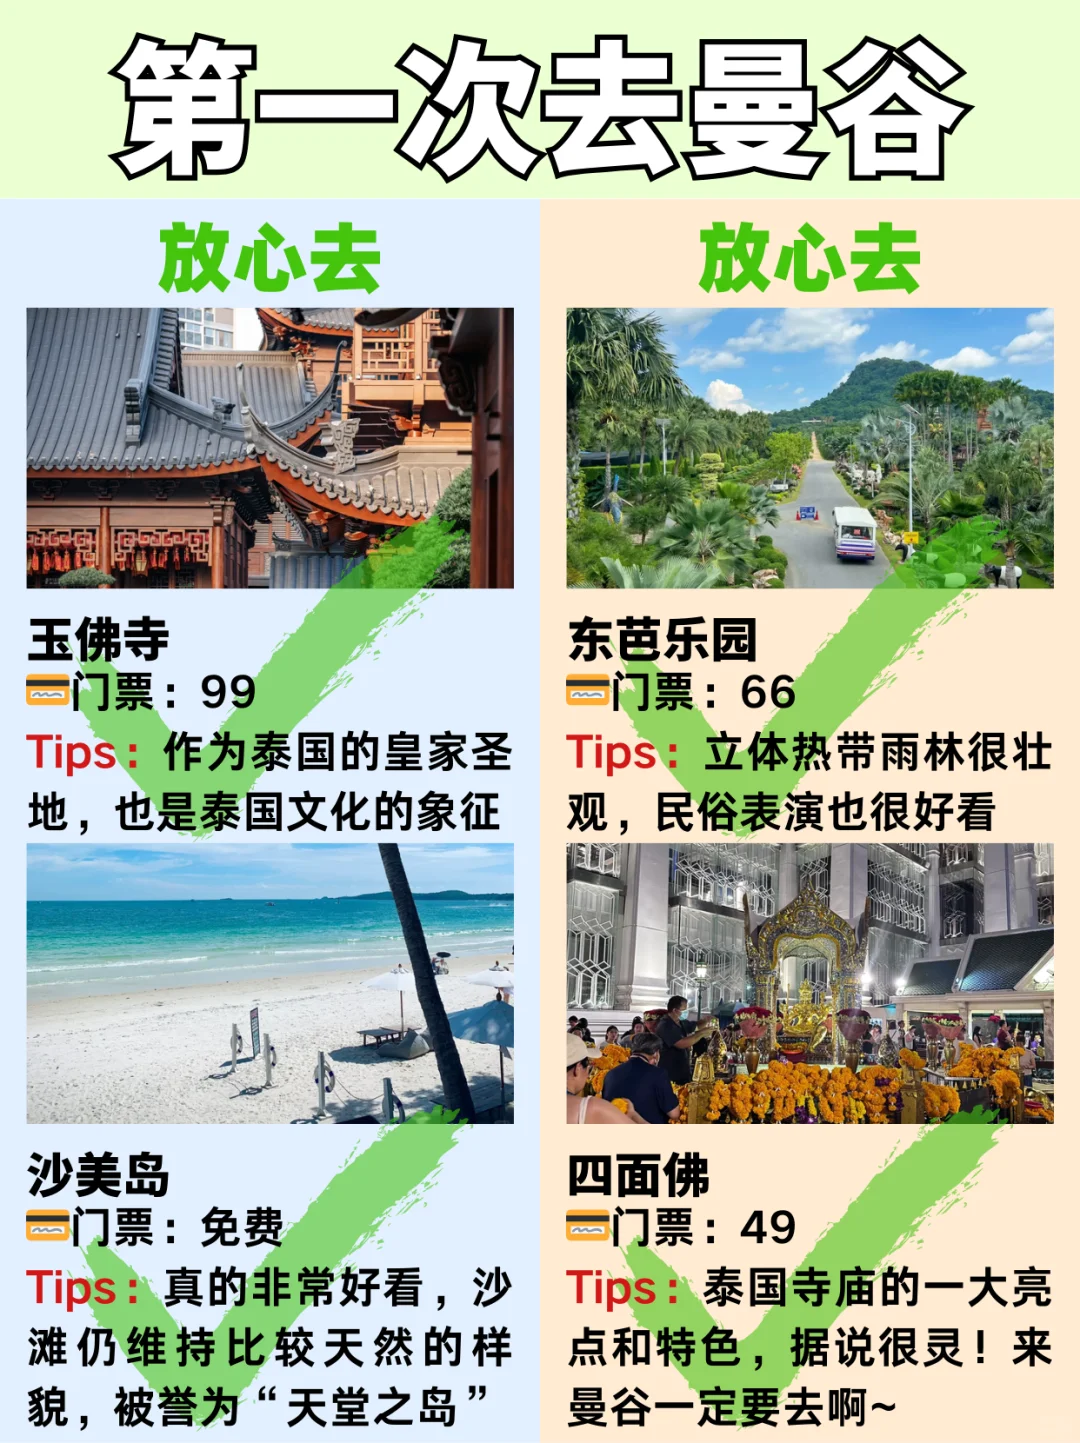 第一次去曼谷
放心去
玉佛寺
门票：99
Tips：作为泰国的皇家圣
地，也是泰国文化的象征
沙美岛
门票：免费
Tips：真的非常好看，沙
滩仍维持比较天然的样
貌，被誉为“天堂之岛”
放心去
东芭乐园
门票：66
Tips：立体热带雨林很壮
观，民俗表演也很好看
四面佛
门票：49
Tips：泰国寺庙的一大亮
点和特色，据说很灵！来
曼谷一定要去啊~